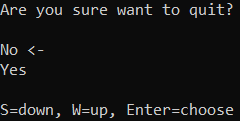 Are you sure want to quit?
No <-
Yes
S=down, W=up, Enter=choose